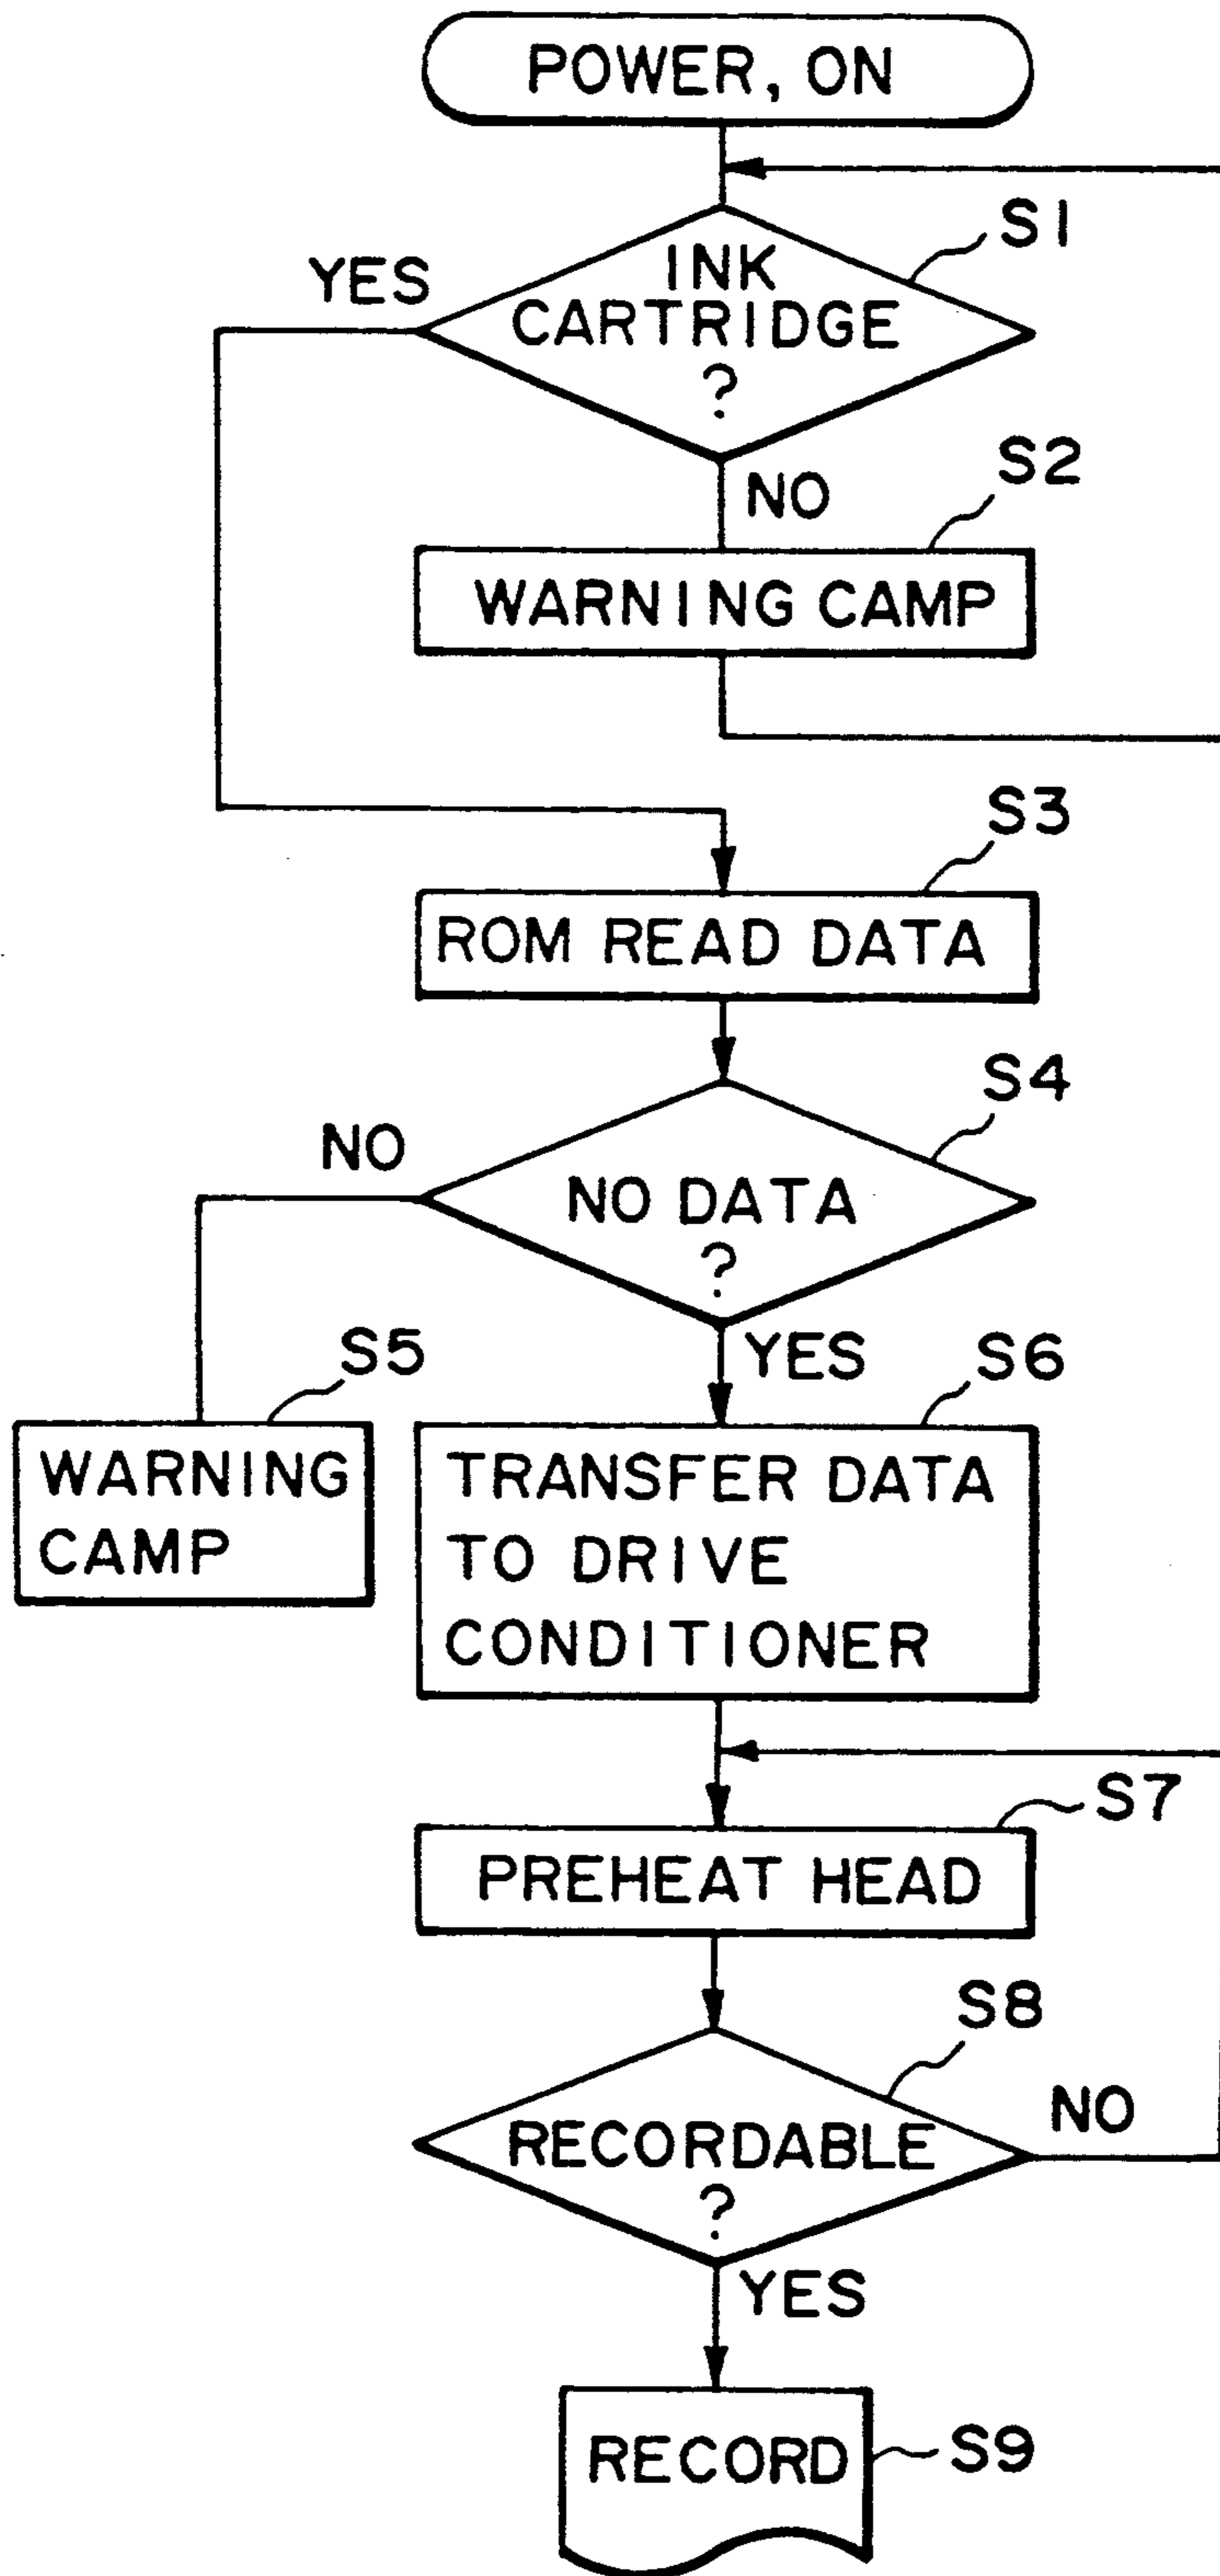 POWER, ON
S1
YES
INK
CARTRIDGE
?
S2
NO
WARNING CAMP
S3
ROM READ DATA
S4
NO
NO DATA
?
YES
S5
S6
WARNING
CAMP
TRANSFER DATA
TO DRIVE
CONDITIONER
S7
PREHEAT HEAD
S8
NO
RECORDABLE
?
YES
RECORD
S9